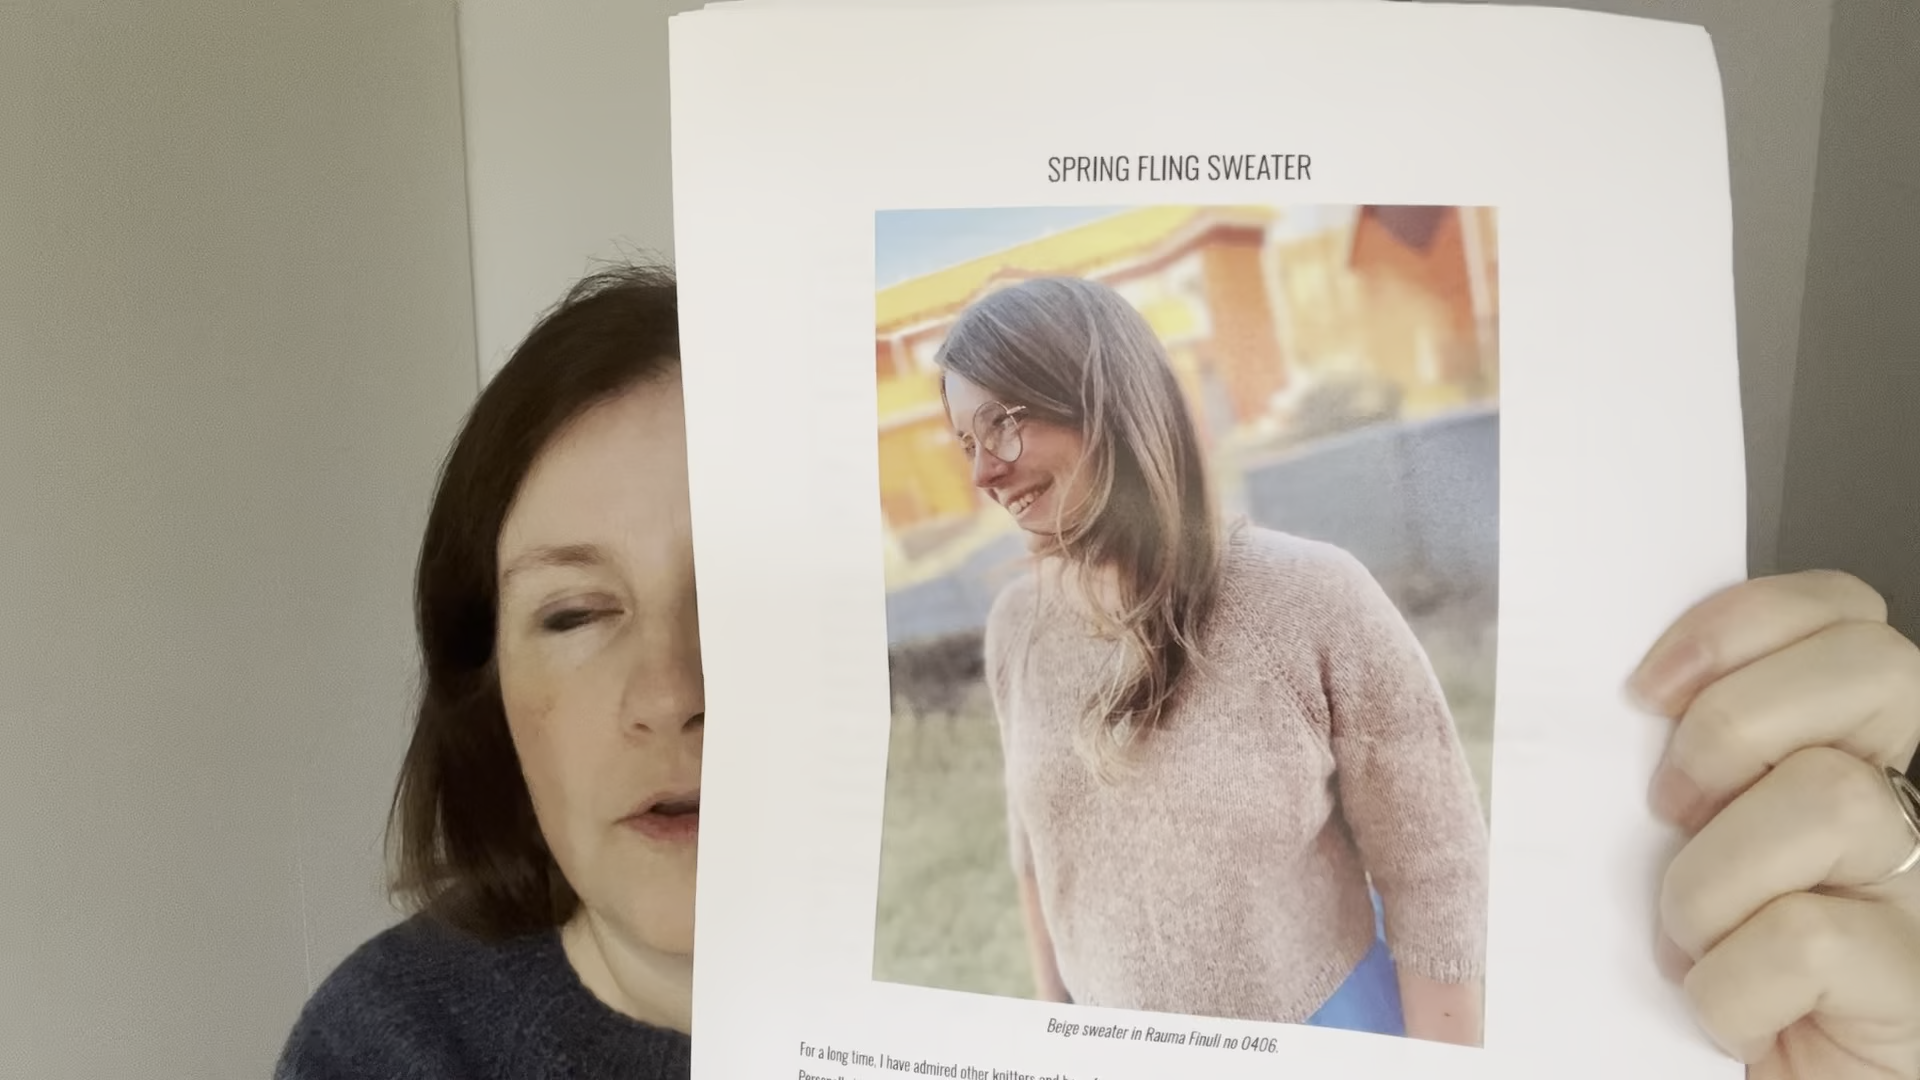 SPRING FLING SWEATER
Beige sweater in Rauma Finull no 0406.
For a long time, I have admired other knitters and